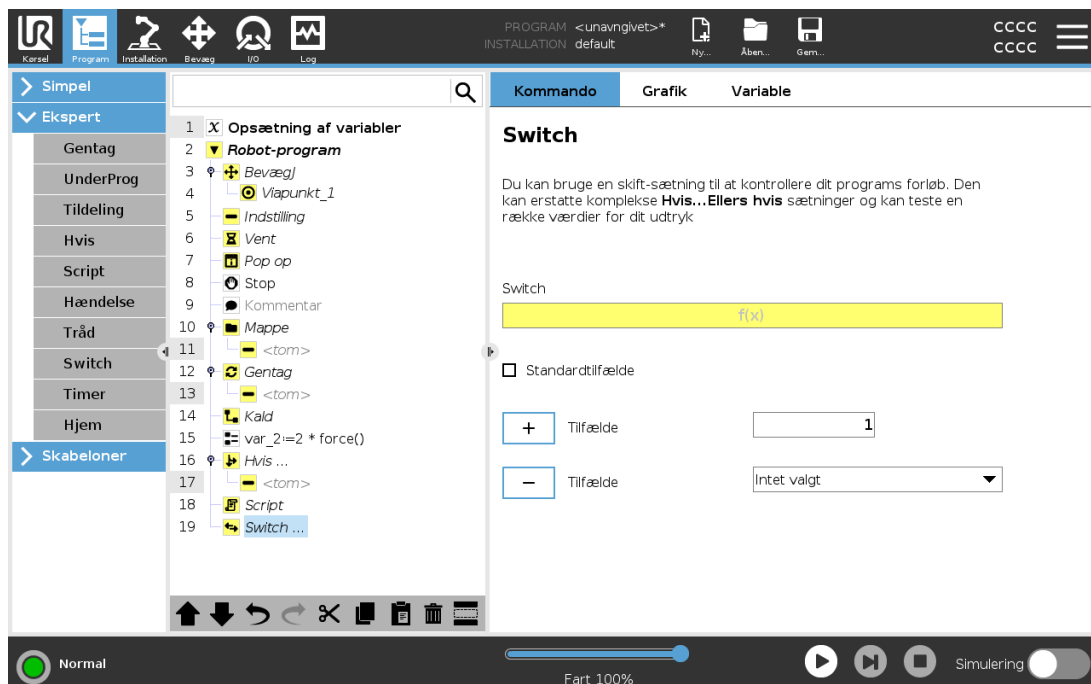 PROGRAM <unavngivet>*
INSTALLATION default
CCCC
CCCC
Kørsel
Program
Installation
Bevæg
I/O
Log
Ny...
Åben...
Gem...
Simpel
Ekspert
Gentag
UnderProg
Tildeling
Hvis
Script
Hændelse
Tråd
Switch
Timer
Hjem
Skabeloner
1 Opsætning af variabler
2 Robot-program
3 BevægJ
4 Viapunkt_1
5 Indstilling
6 Vent
7 Pop op
8 Stop
9 Kommentar
10 Mappe
11 <tom>
12 Gentag
13 <tom>
14 Kald
15 var_2:=2 * force()
16 Hvis ...
17 <tom>
18 Script
19 Switch ...
Kommando Grafik Variable
Switch
Du kan bruge en skift-sætning til at kontrollere dit programs forløb. Den
kan erstatte komplekse Hvis...Ellers hvis sætninger og kan teste en
række værdier for dit udtryk
Switch
f(x)
Standardtilfælde
+ Tilfælde 1
− Tilfælde Intet valgt
Normal
Fart 100%
Simulering